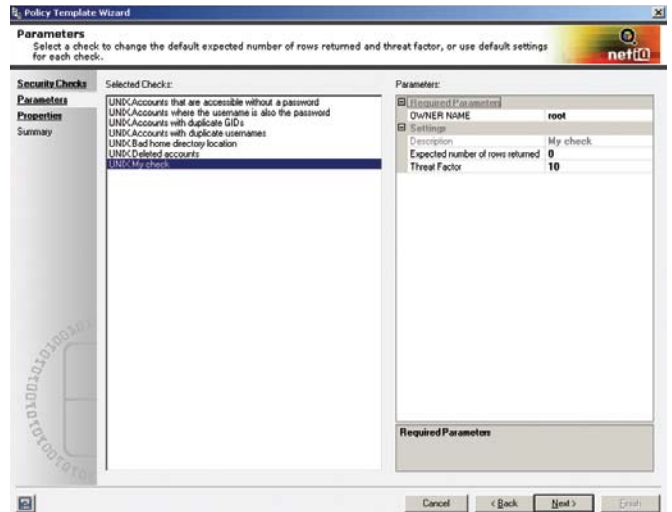 Policy Template Wizard
Parameters
Select a check to change the default expected number of rows returned and threat factor, or use default settings
for each check.
netiQ
Security Checks
Parameters
Properties
Summary
Selected Checks:
UNIX:Accounts that are accessible without a password
UNIX:Accounts where the username is also the password
UNIX:Accounts with duplicate GIDs
UNIX:Accounts with duplicate usernames
UNIX:Bad home directory location
UNIX:Deleted accounts
UNIX:My check
Parameters:
Required Parameters
OWNER NAME root
Settings
Description My check
Expected number of rows returned 0
Threat Factor 10
Required Parameters
Cancel
< Back
Next >
Finish